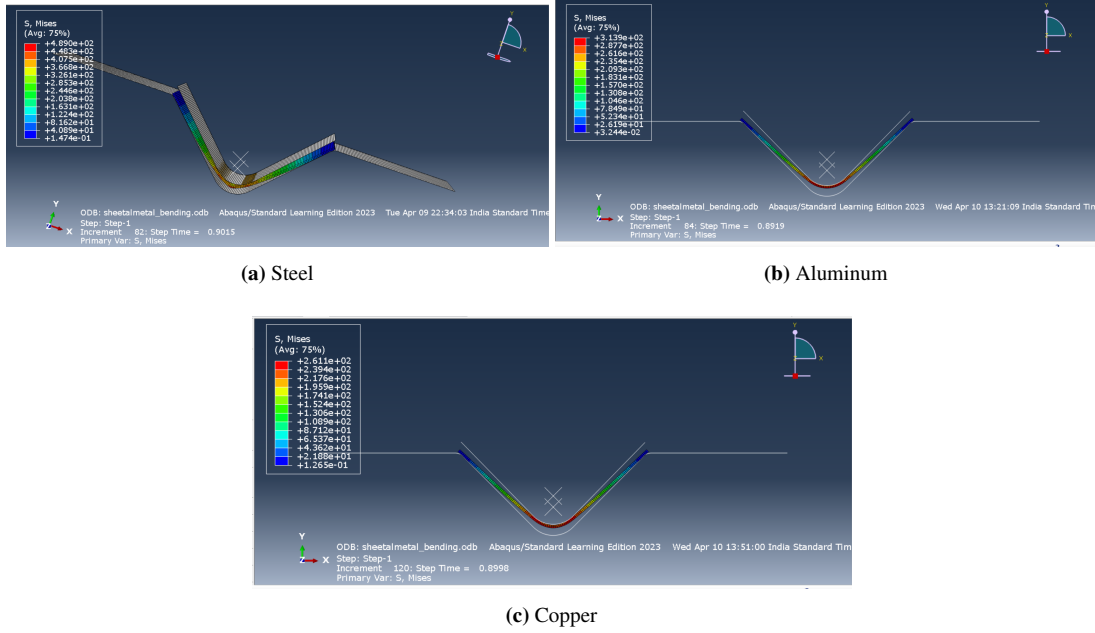 S, Mises
(Avg: 75%)
+4.890e+02
+4.483e+02
+4.075e+02
+3.668e+02
+3.261e+02
+2.853e+02
+2.446e+02
+2.038e+02
+1.631e+02
+1.224e+02
+8.162e+01
+4.089e+01
+1.474e-01
Y
X
Y
X
Z
ODB: sheetalmetal_bending.odb Abaqus/Standard Learning Edition 2023 Tue Apr 09 22:34:03 India Standard Time
Step: Step-1
Increment 82: Step Time = 0.9015
Primary Var: S, Mises
(a) Steel
S, Mises
(Avg: 75%)
+3.139e+02
+2.877e+02
+2.616e+02
+2.354e+02
+2.093e+02
+1.831e+02
+1.570e+02
+1.308e+02
+1.046e+02
+7.849e+01
+5.234e+01
+2.619e+01
+3.244e-02
Y
X
Z
Y
X
Z
ODB: sheetalmetal_bending.odb Abaqus/Standard Learning Edition 2023 Wed Apr 10 13:21:09 India Standard Tim
Step: Step-1
Increment 84: Step Time = 0.8919
Primary Var: S, Mises
(b) Aluminum
S, Mises
(Avg: 75%)
+2.611e+02
+2.394e+02
+2.176e+02
+1.959e+02
+1.741e+02
+1.524e+02
+1.306e+02
+1.089e+02
+8.712e+01
+6.537e+01
+4.362e+01
+2.188e+01
+1.265e-01
Y
X
Z
Y
X
Z
ODB: sheetalmetal_bending.odb Abaqus/Standard Learning Edition 2023 Wed Apr 10 13:51:00 India Standard Tim
Step: Step-1
Increment 120: Step Time = 0.8998
Primary Var: S, Mises
(c) Copper